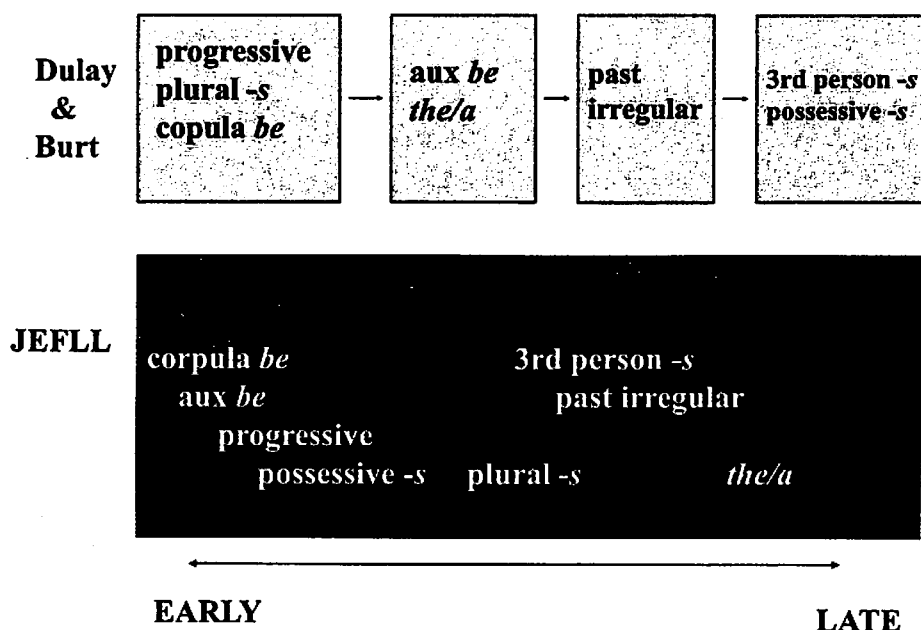 Dulay
&
Burt
progressive
plural -s
copula be
aux be
the/a
past
irregular
3rd person -s
possessive -s
JEFLL
corpula be
3rd person -s
aux be
past irregular
progressive
possessive -s
plural -s
the/a
EARLY
LATE